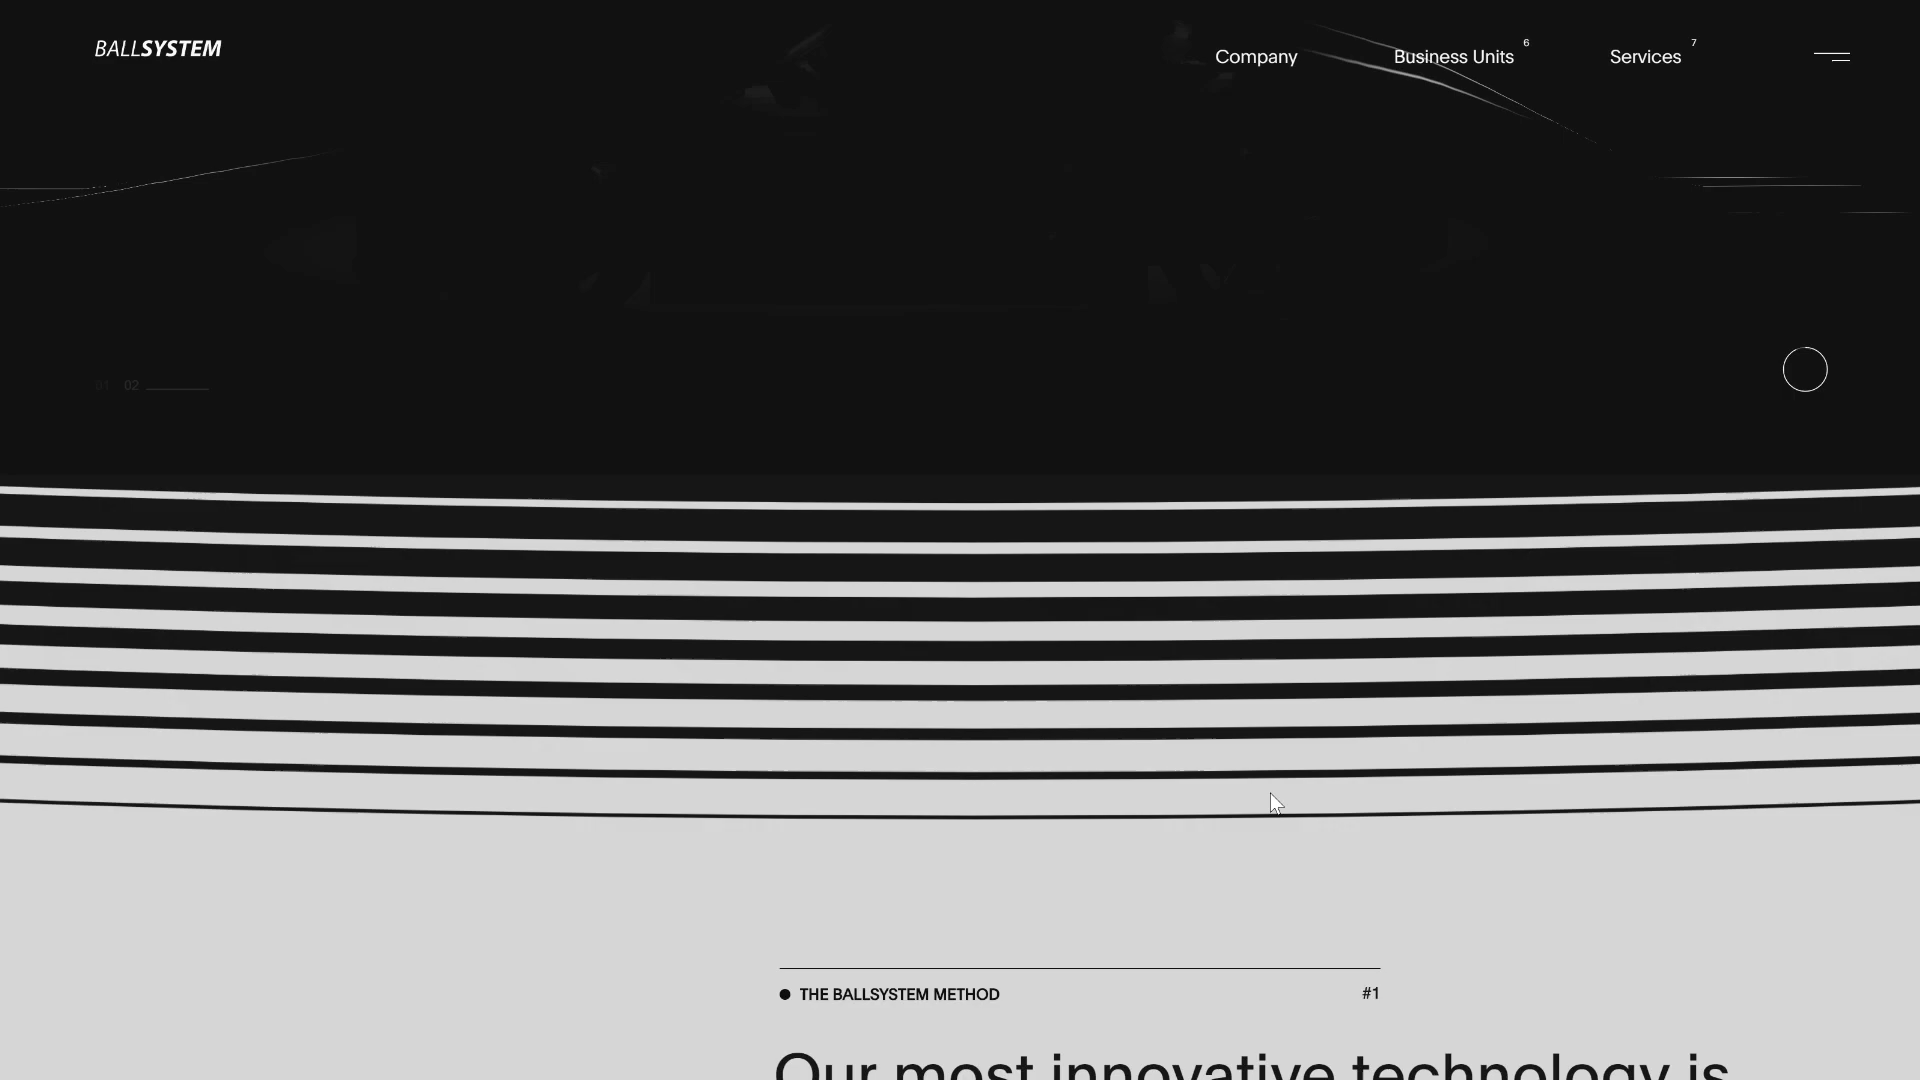 BALLSYSTEM
Company
Business Units 6
Services 7
01 02
THE BALLSYSTEM METHOD
#1
Our most innovative technology is